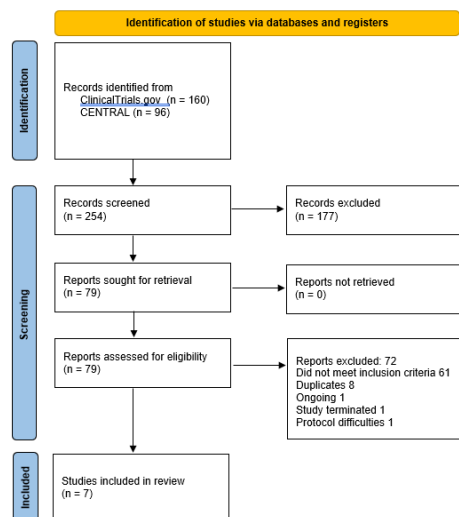 Identification of studies via databases and registers
Identification
Records identified from
ClinicalTrials.gov (n = 160)
CENTRAL (n = 96)
Screening
Records screened
(n = 254)
Records excluded
(n = 177)
Reports sought for retrieval
(n = 79)
Reports not retrieved
(n = 0)
Reports assessed for eligibility
(n = 79)
Reports excluded: 72
Did not meet inclusion criteria 61
Duplicates 8
Ongoing 1
Study terminated 1
Protocol difficulties 1
Included
Studies included in review
(n = 7)